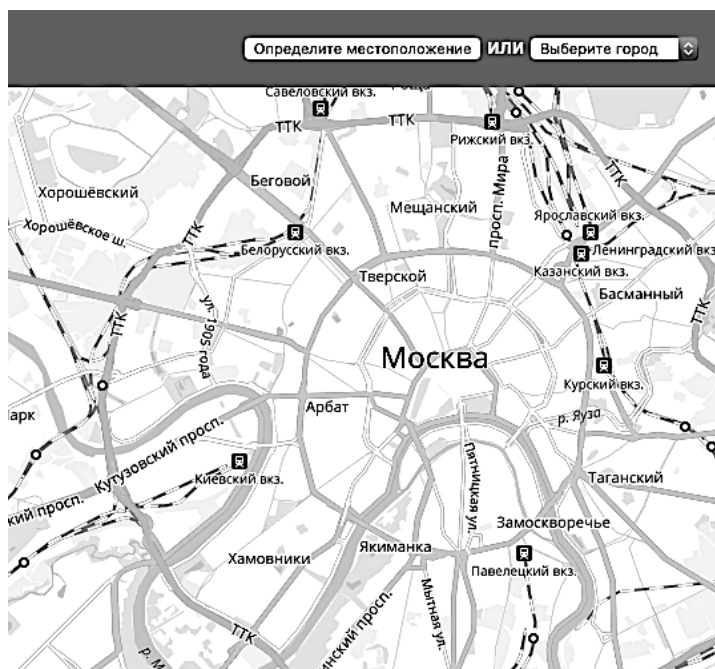 Определите местоположение ИЛИ Выберите город
Савёловский вкз.
ТТК
ТТК
Рижский вкз.
Беговой
Хорошёвский
ТТК
просп. Мира
Мещанский
Ярославский вкз.
Хорошёвское ш.
ТТК
Белорусский вкз.
Ленинградский вкз.
Казанский вкз.
Тверской
Басманный
ТТК
ул. 1905 года
ТТК
Москва
Курский вкз.
Арбат
р. Яуза
арк
Кутузовский просп.
Киевский вкз.
Пятницкая ул.
Таганский
кий просп.
Замоскворечье
Якиманка
Хамовники
Павелецкий вкз.
Мытная ул.
ТТК
инский просп.